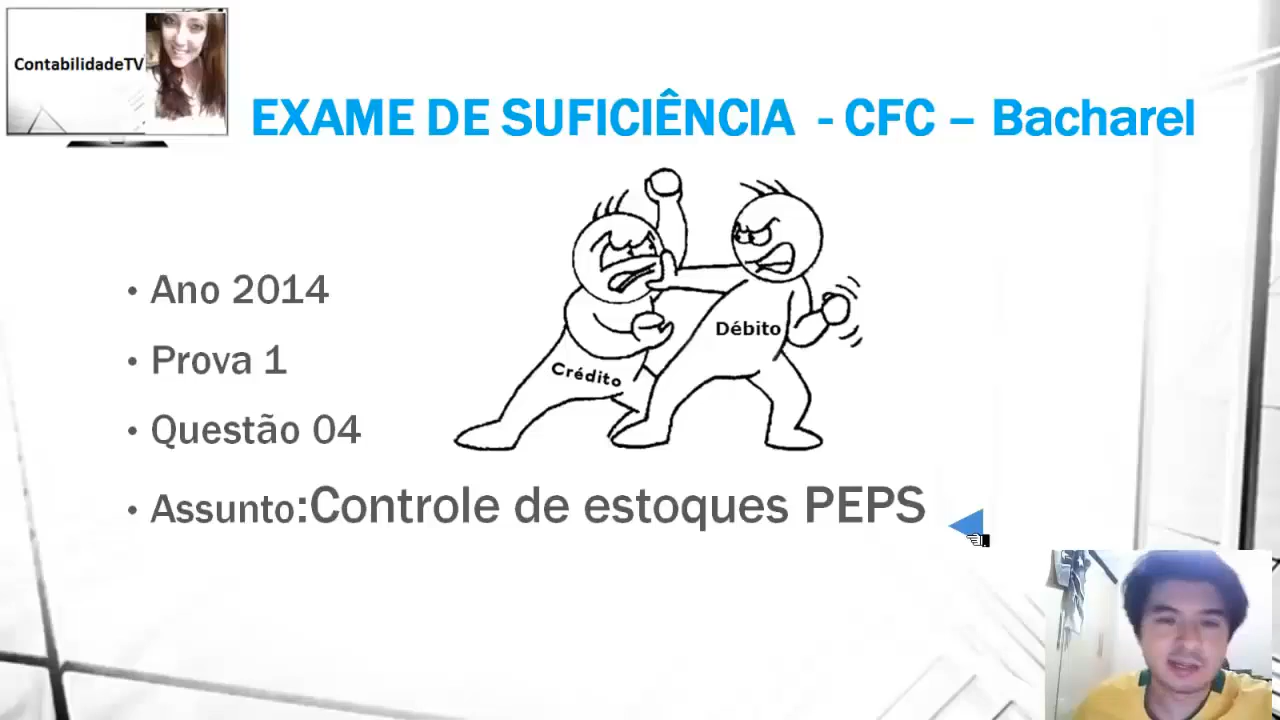 ContabilidadeTV
EXAME DE SUFICIÊNCIA - CFC – Bacharel
• Ano 2014
• Prova 1
• Questão 04
Crédito
Débito
• Assunto:Controle de estoques PEPS